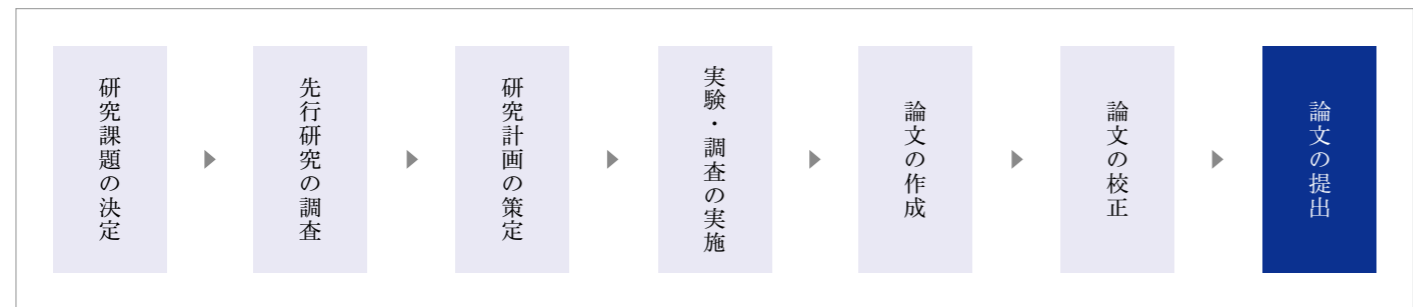 研究課題の決定
先行研究の調査
研究計画の策定
実験・調査の実施
論文の作成
論文の校正
論文の提出